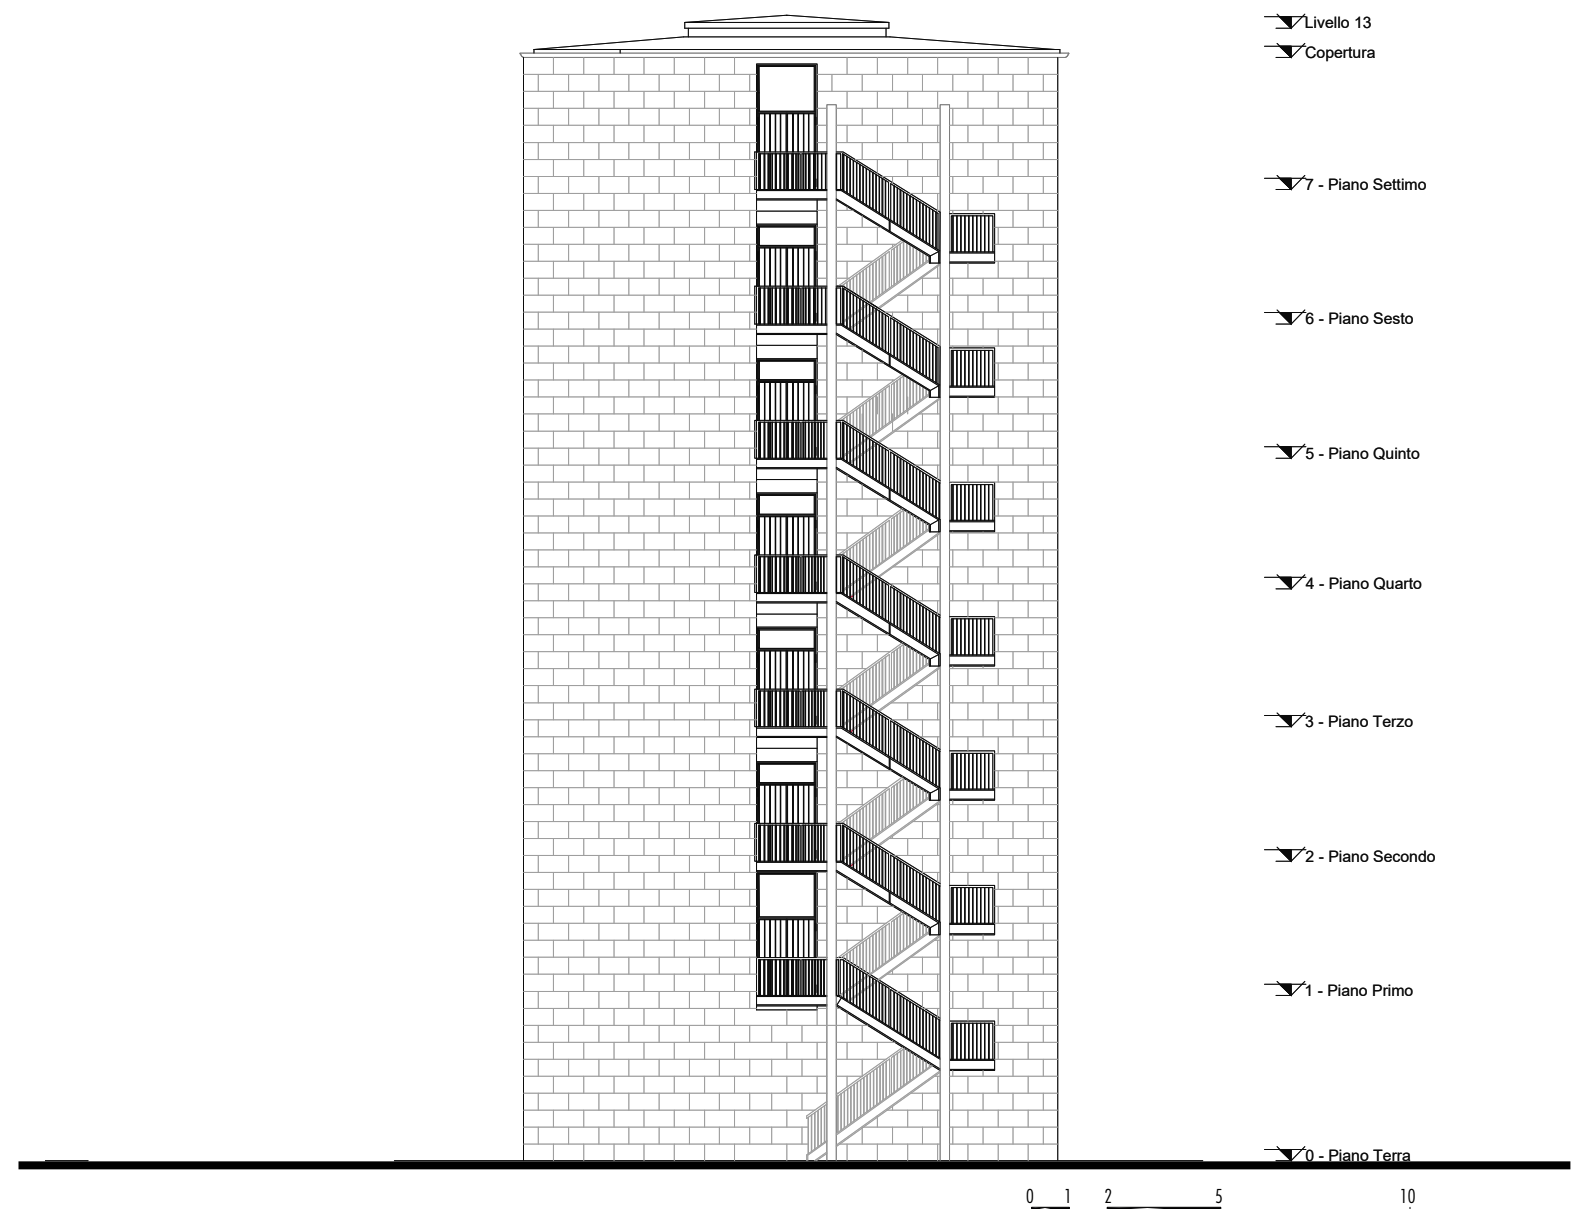 Livello 13
Copertura
7 - Piano Settimo
6 - Piano Sesto
5 - Piano Quinto
4 - Piano Quarto
3 - Piano Terzo
2 - Piano Secondo
1 - Piano Primo
0 - Piano Terra
0 1 2 5 10